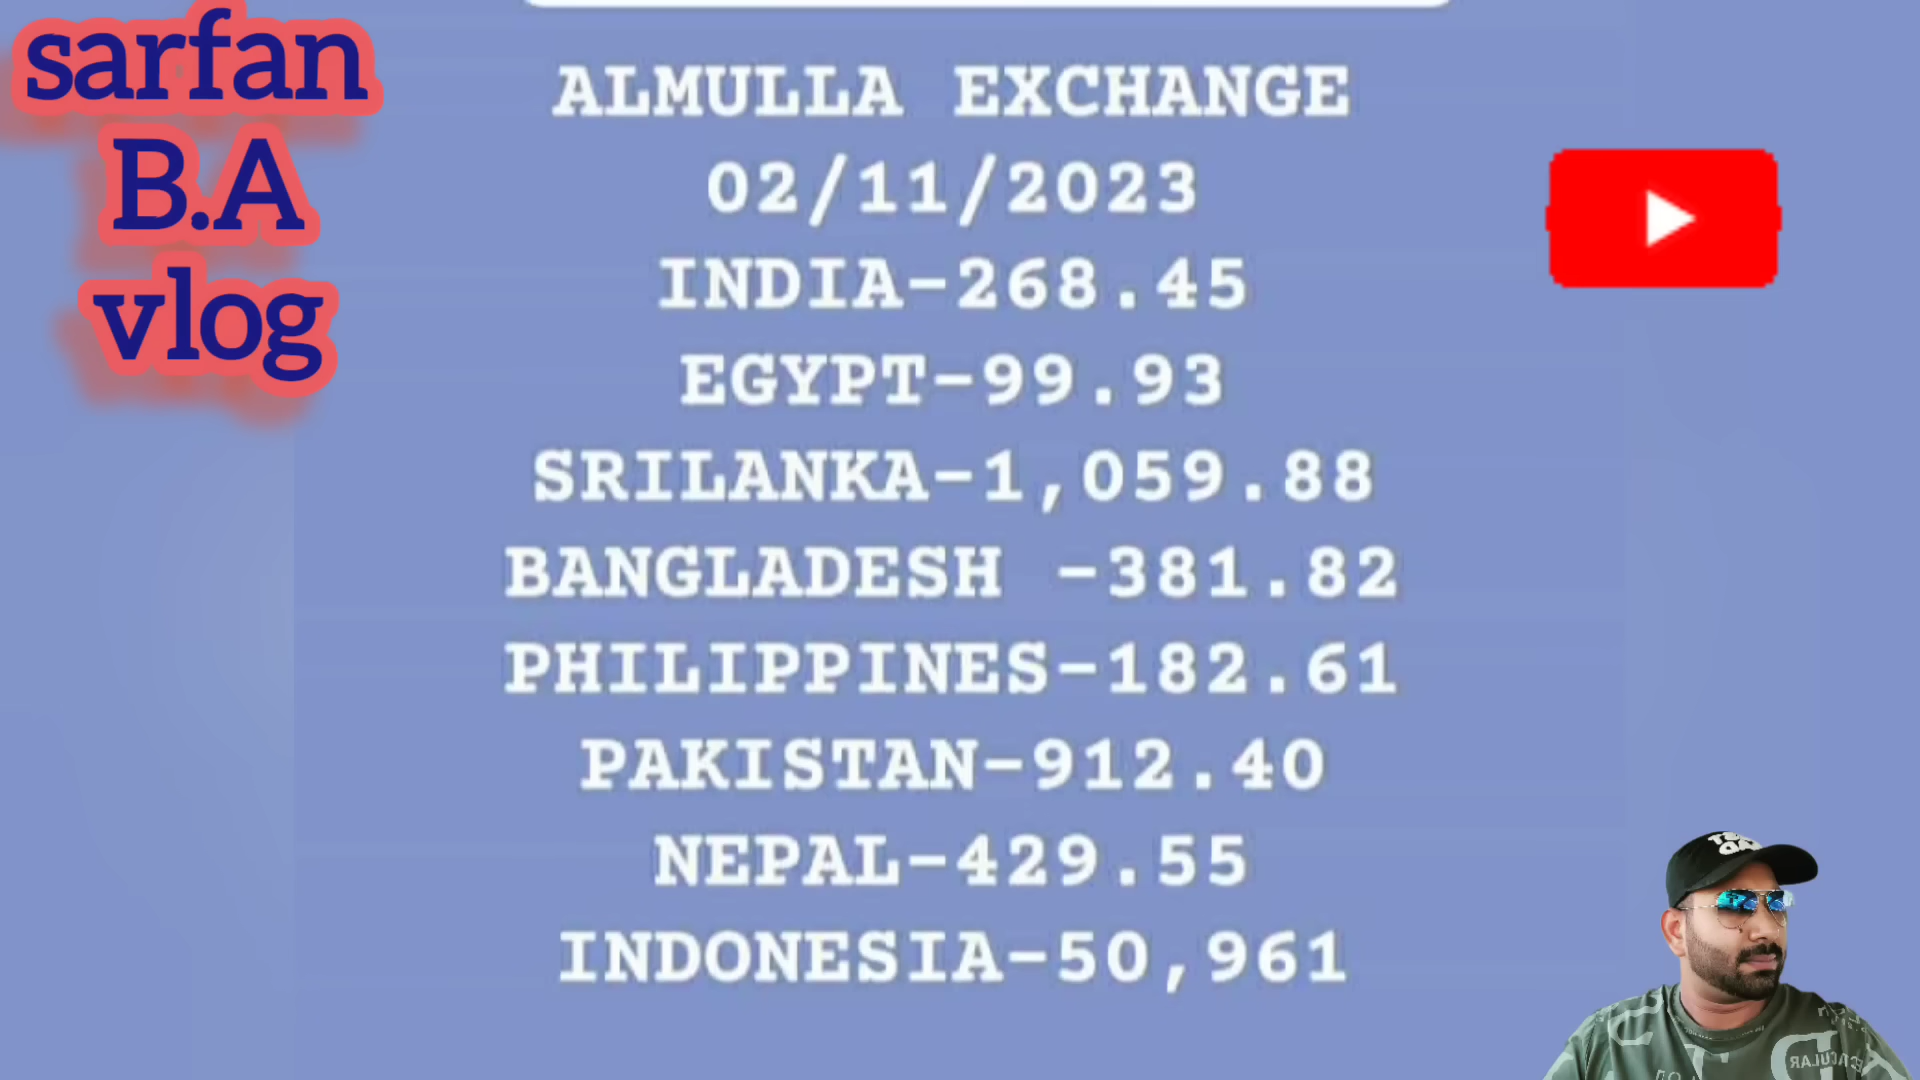 sarfan
B.A
vlog
ALMULLA EXCHANGE
02/11/2023
INDIA-268.45
EGYPT-99.93
SRILANKA-1,059.88
BANGLADESH -381.82
PHILIPPINES-182.61
PAKISTAN-912.40
NEPAL-429.55
INDONESIA-50,961